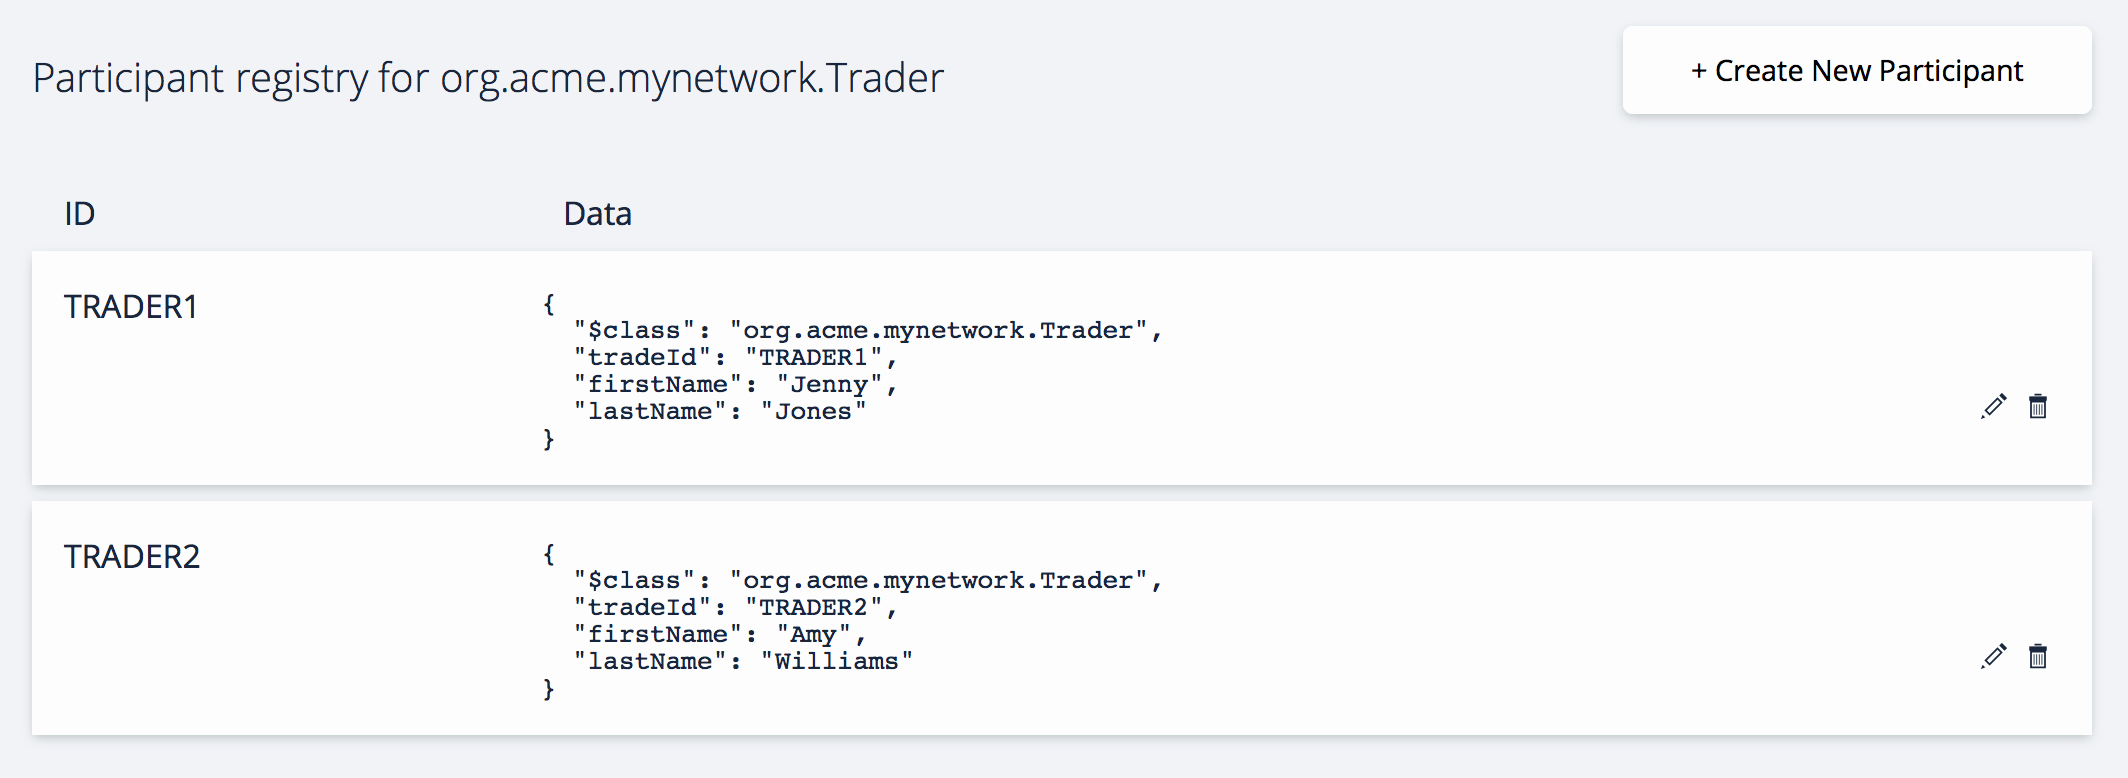 Participant registry for org.acme.mynetwork.Trader
+ Create New Participant
ID Data
TRADER1
{
  "$class": "org.acme.mynetwork.Trader",
  "tradeId": "TRADER1",
  "firstName": "Jenny",
  "lastName": "Jones"
}
TRADER2
{
  "$class": "org.acme.mynetwork.Trader",
  "tradeId": "TRADER2",
  "firstName": "Amy",
  "lastName": "Williams"
}